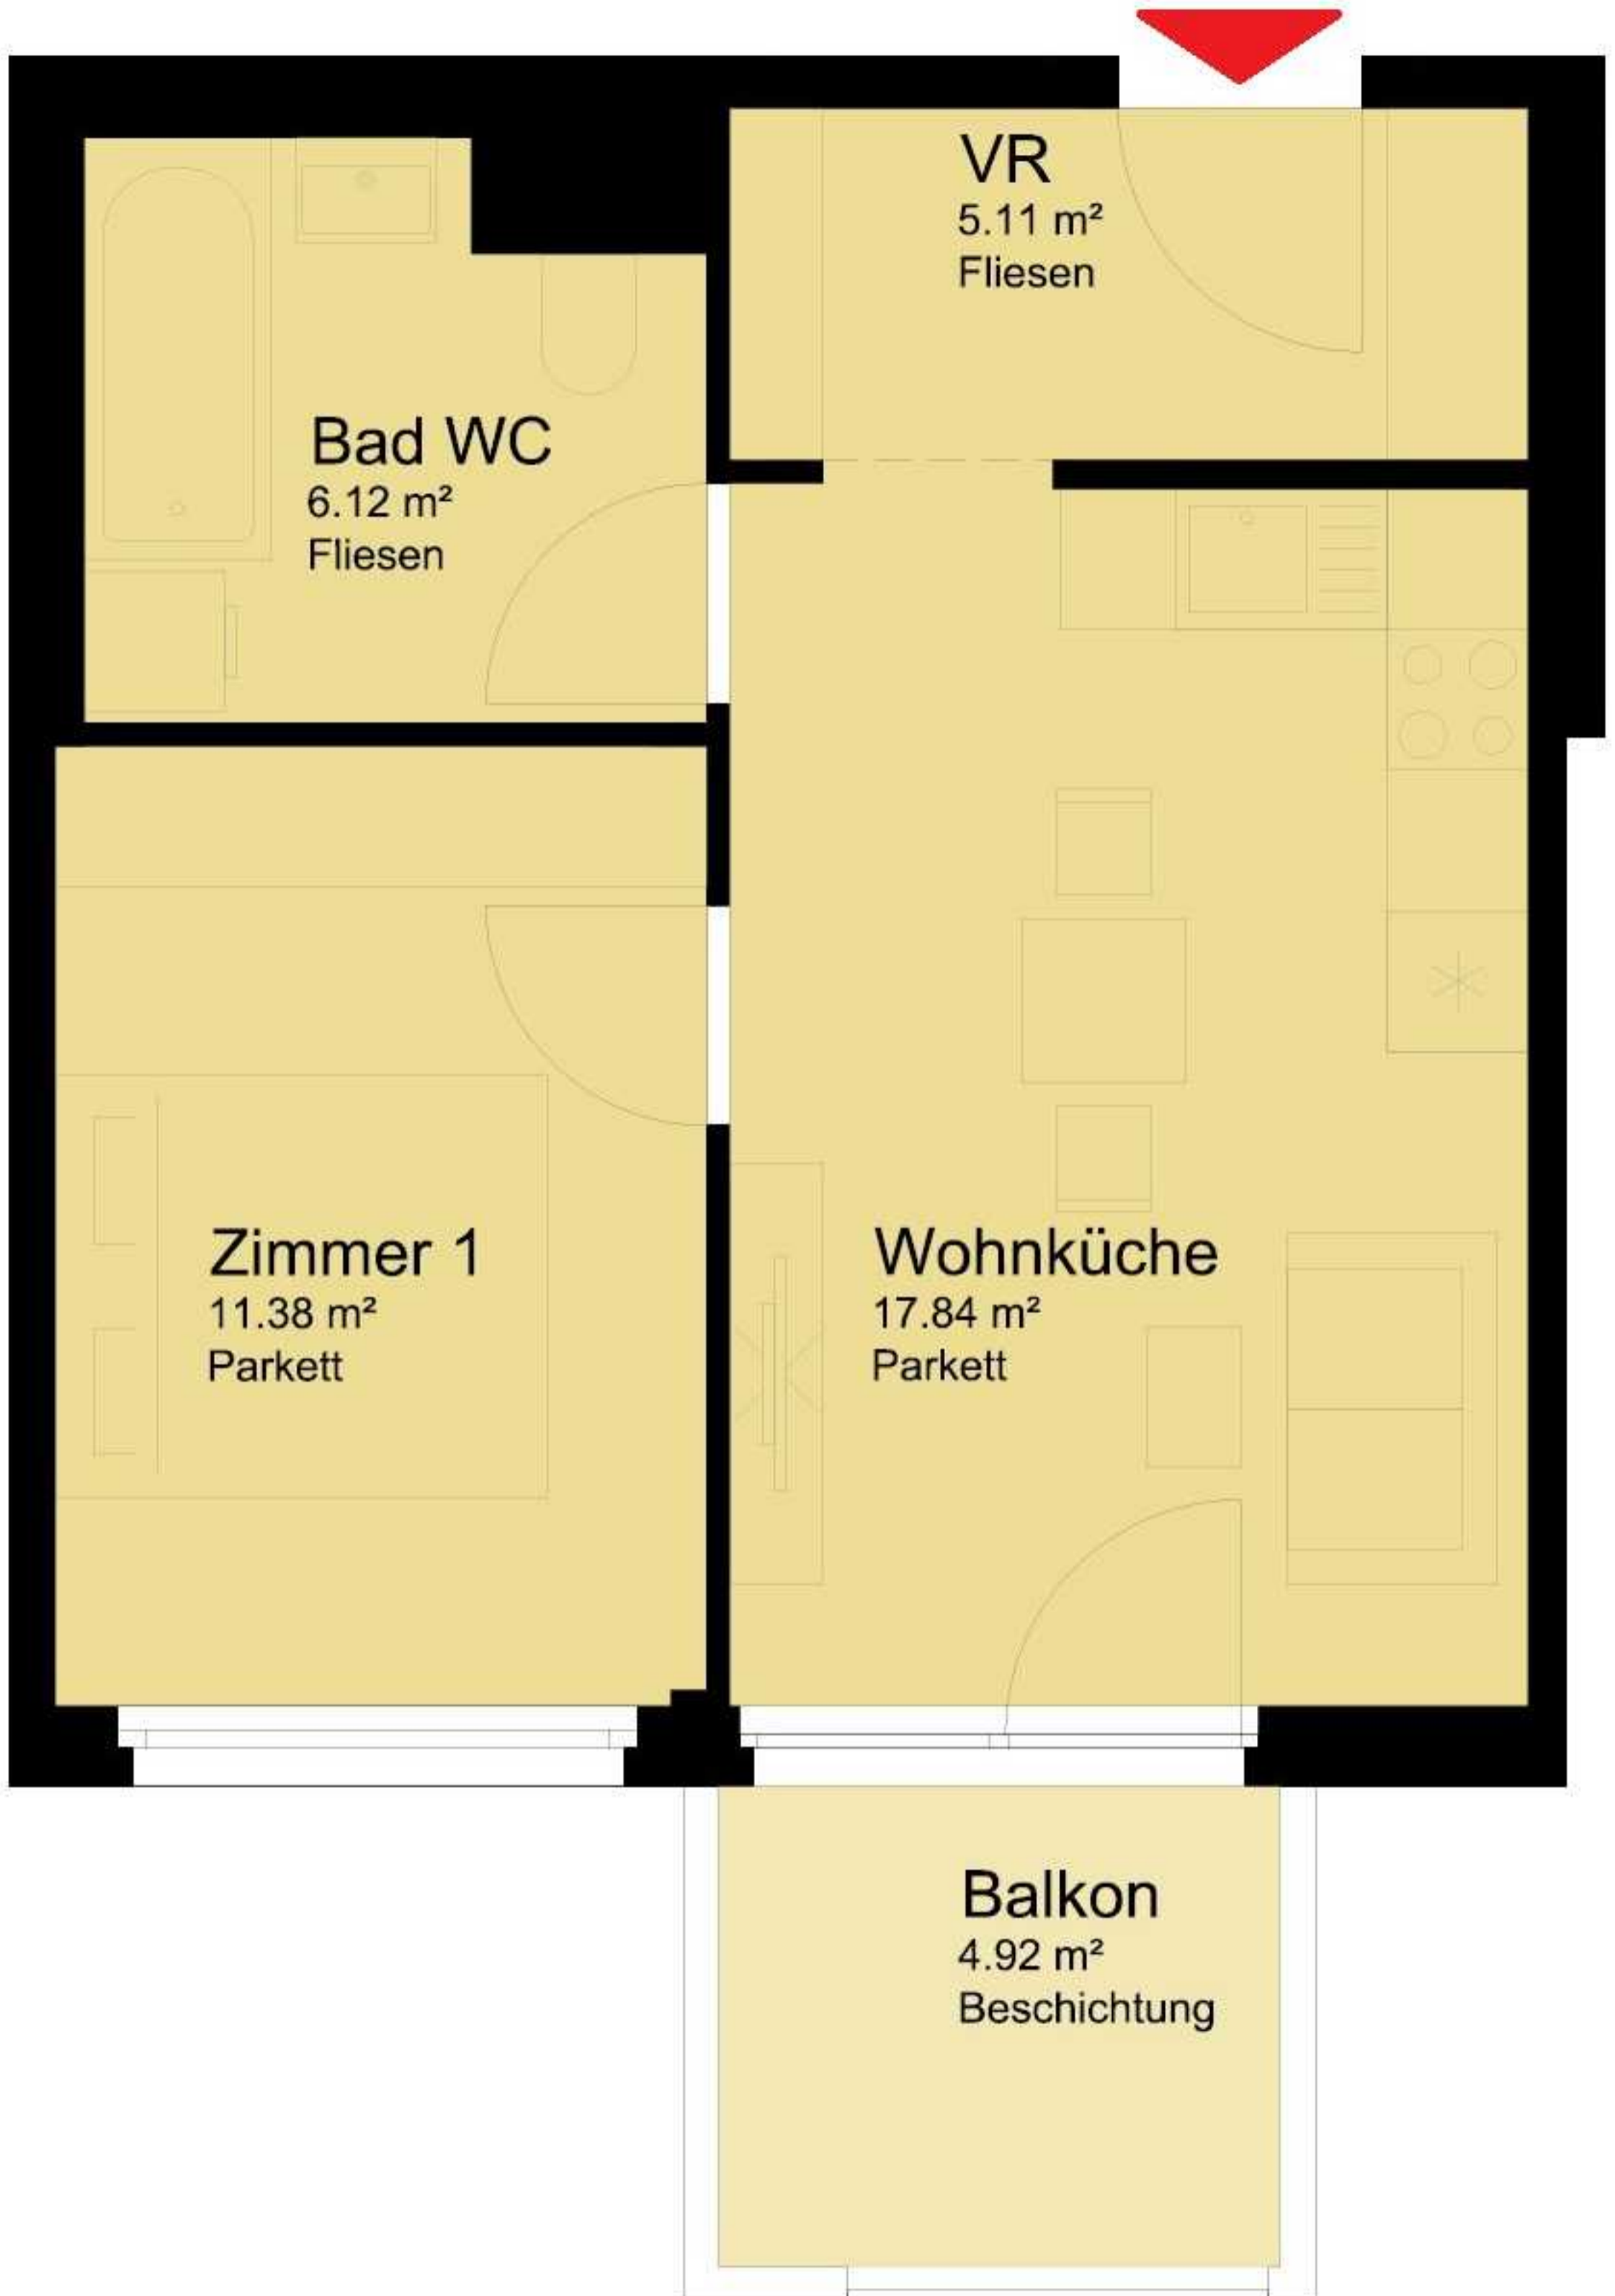 VR
5.11 m²
Fliesen
Bad WC
6.12 m²
Fliesen
Zimmer 1
11.38 m²
Parkett
Wohnküche
17.84 m²
Parkett
Balkon
4.92 m²
Beschichtung